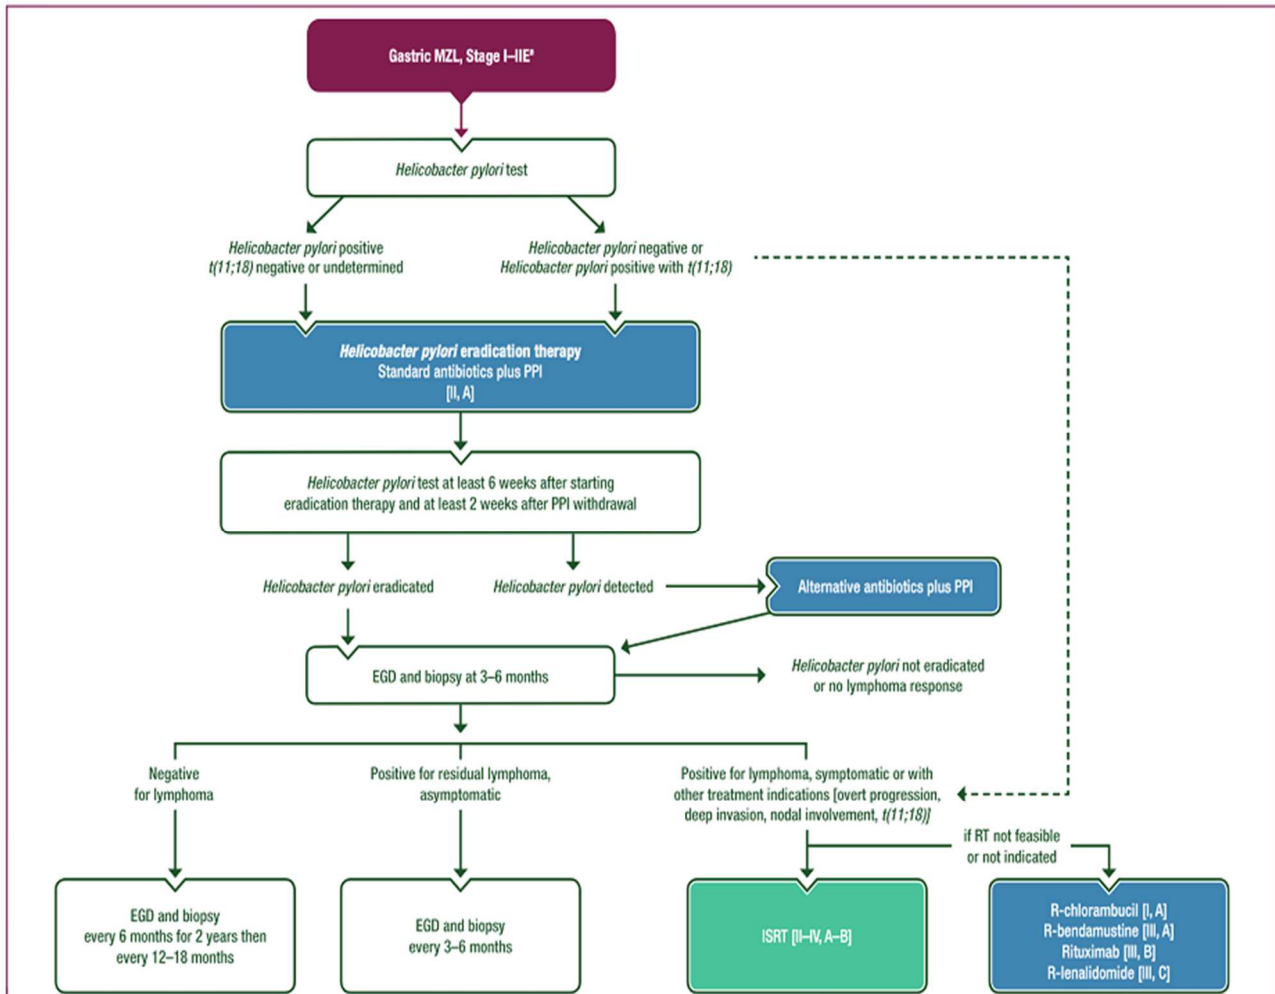 Gastric MZL, Stage I–IIEª
Helicobacter pylori test
Helicobacter pylori positive
t(11;18) negative or undetermined
Helicobacter pylori negative or
Helicobacter pylori positive with t(11;18)
Helicobacter pylori eradication therapy
Standard antibiotics plus PPI
[II, A]
Helicobacter pylori test at least 6 weeks after starting
eradication therapy and at least 2 weeks after PPI withdrawal
Helicobacter pylori eradicated
Helicobacter pylori detected
Alternative antibiotics plus PPI
EGD and biopsy at 3–6 months
Helicobacter pylori not eradicated
or no lymphoma response
Negative
for lymphoma
Positive for residual lymphoma,
asymptomatic
Positive for lymphoma, symptomatic or with
other treatment indications [overt progression,
deep invasion, nodal involvement, t(11;18)]
if RT not feasible
or not indicated
EGD and biopsy
every 6 months for 2 years then
every 12–18 months
EGD and biopsy
every 3–6 months
ISRT [II–IV, A–B]
R-chlorambucil [I, A]
R-bendamustine [III, A]
Rituximab [III, B]
R-lenalidomide [III, C]